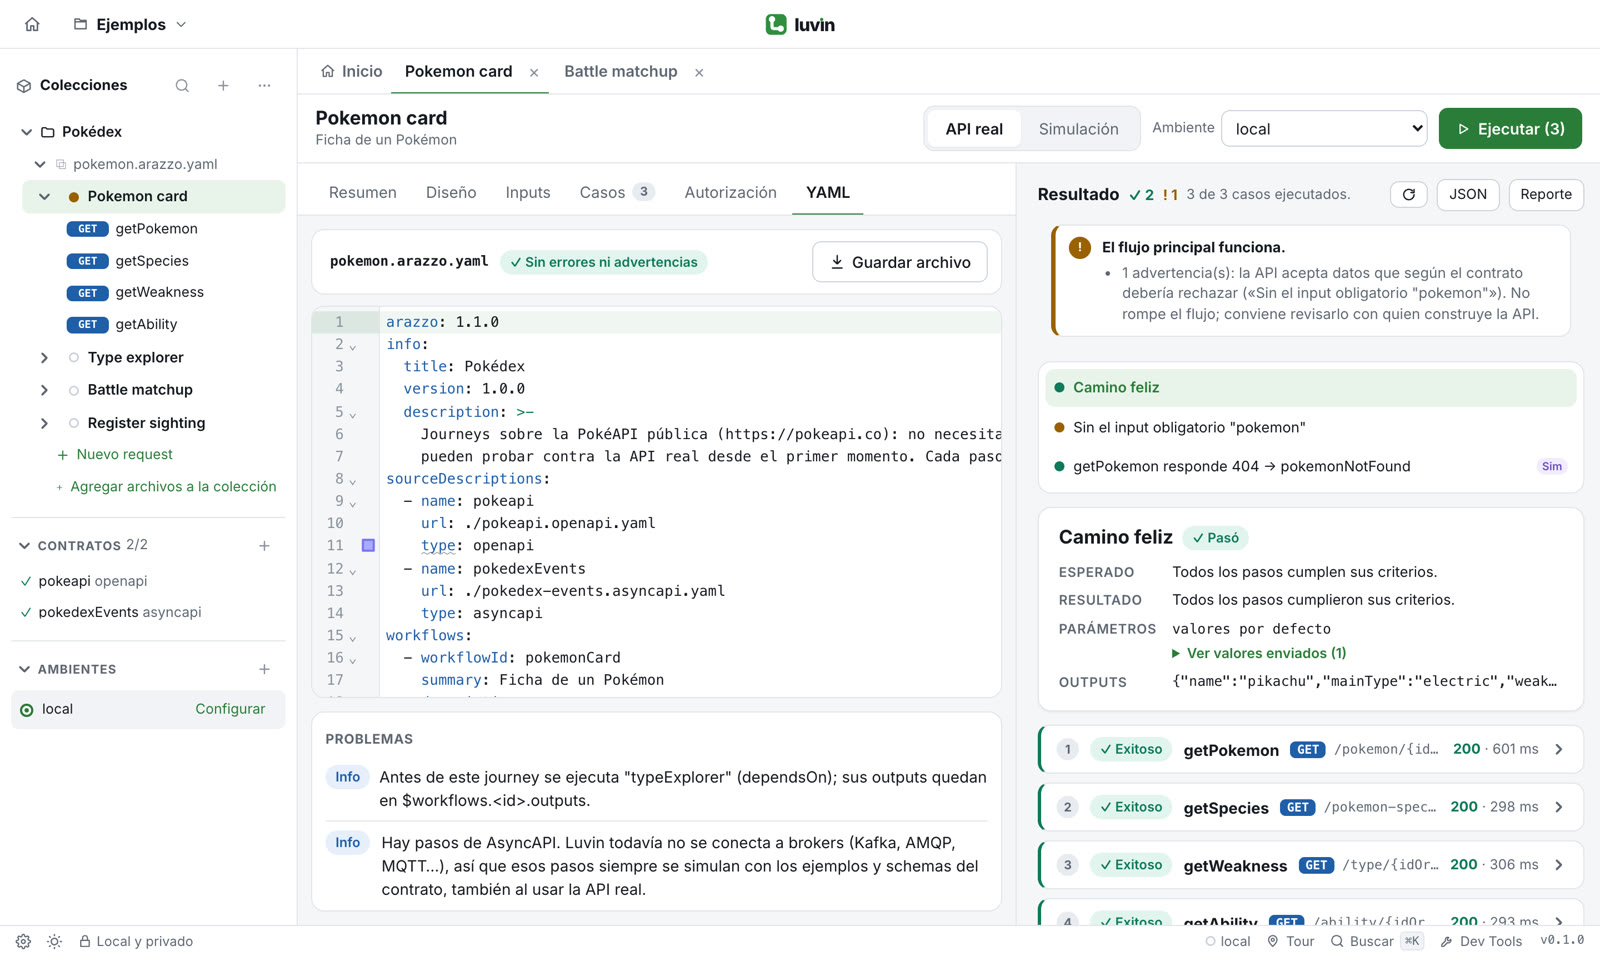 Ejemplos
luvin
Colecciones
Pokédex
pokemon.arazzo.yaml
Pokemon card
GET getPokemon
GET getSpecies
GET getWeakness
GET getAbility
Type explorer
Battle matchup
Register sighting
+ Nuevo request
+ Agregar archivos a la colección
CONTRATOS 2/2
pokeapi openapi
pokedexEvents asyncapi
AMBIENTES
local Configurar
Inicio
Pokemon card ×
Battle matchup ×
Pokemon card
Ficha de un Pokémon
API real Simulación
Ambiente local
Ejecutar (3)
Resumen Diseño Inputs Casos 3 Autorización YAML
pokemon.arazzo.yaml ✓ Sin errores ni advertencias Guardar archivo
1 arazzo: 1.1.0
2 info:
3 title: Pokédex
4 version: 1.0.0
5 description: >-
6 Journeys sobre la PokéAPI pública (https://pokeapi.co): no necesita
7 pueden probar contra la API real desde el primer momento. Cada paso
8 sourceDescriptions:
9 - name: pokeapi
10 url: ./pokeapi.openapi.yaml
11 type: openapi
12 - name: pokedexEvents
13 url: ./pokedex-events.asyncapi.yaml
14 type: asyncapi
15 workflows:
16 - workflowId: pokemonCard
17 summary: Ficha de un Pokémon
PROBLEMAS
Info Antes de este journey se ejecuta "typeExplorer" (dependsOn); sus outputs quedan
en $workflows.<id>.outputs.
Info Hay pasos de AsyncAPI. Luvin todavía no se conecta a brokers (Kafka, AMQP,
MQTT...), así que esos pasos siempre se simulan con los ejemplos y schemas del
contrato, también al usar la API real.
Resultado ✓ 2 ! 1 3 de 3 casos ejecutados. JSON Reporte
! El flujo principal funciona.
• 1 advertencia(s): la API acepta datos que según el contrato
debería rechazar («Sin el input obligatorio "pokemon"»). No
rompe el flujo; conviene revisarlo con quien construye la API.
Camino feliz
Sin el input obligatorio "pokemon"
getPokemon responde 404 → pokemonNotFound Sim
Camino feliz ✓ Pasó
ESPERADO Todos los pasos cumplen sus criterios.
RESULTADO Todos los pasos cumplieron sus criterios.
PARÁMETROS valores por defecto
Ver valores enviados (1)
OUTPUTS {"name":"pikachu","mainType":"electric","weak…
1 ✓ Exitoso getPokemon GET /pokemon/{id… 200 · 601 ms
2 ✓ Exitoso getSpecies GET /pokemon-spec… 200 · 298 ms
3 ✓ Exitoso getWeakness GET /type/{idOr… 200 · 306 ms
4 ✓ Exitoso getAbility GET /ability/{idOr… 200 · 293 ms
Local y privado
local Tour Buscar ⌘K Dev Tools v0.1.0